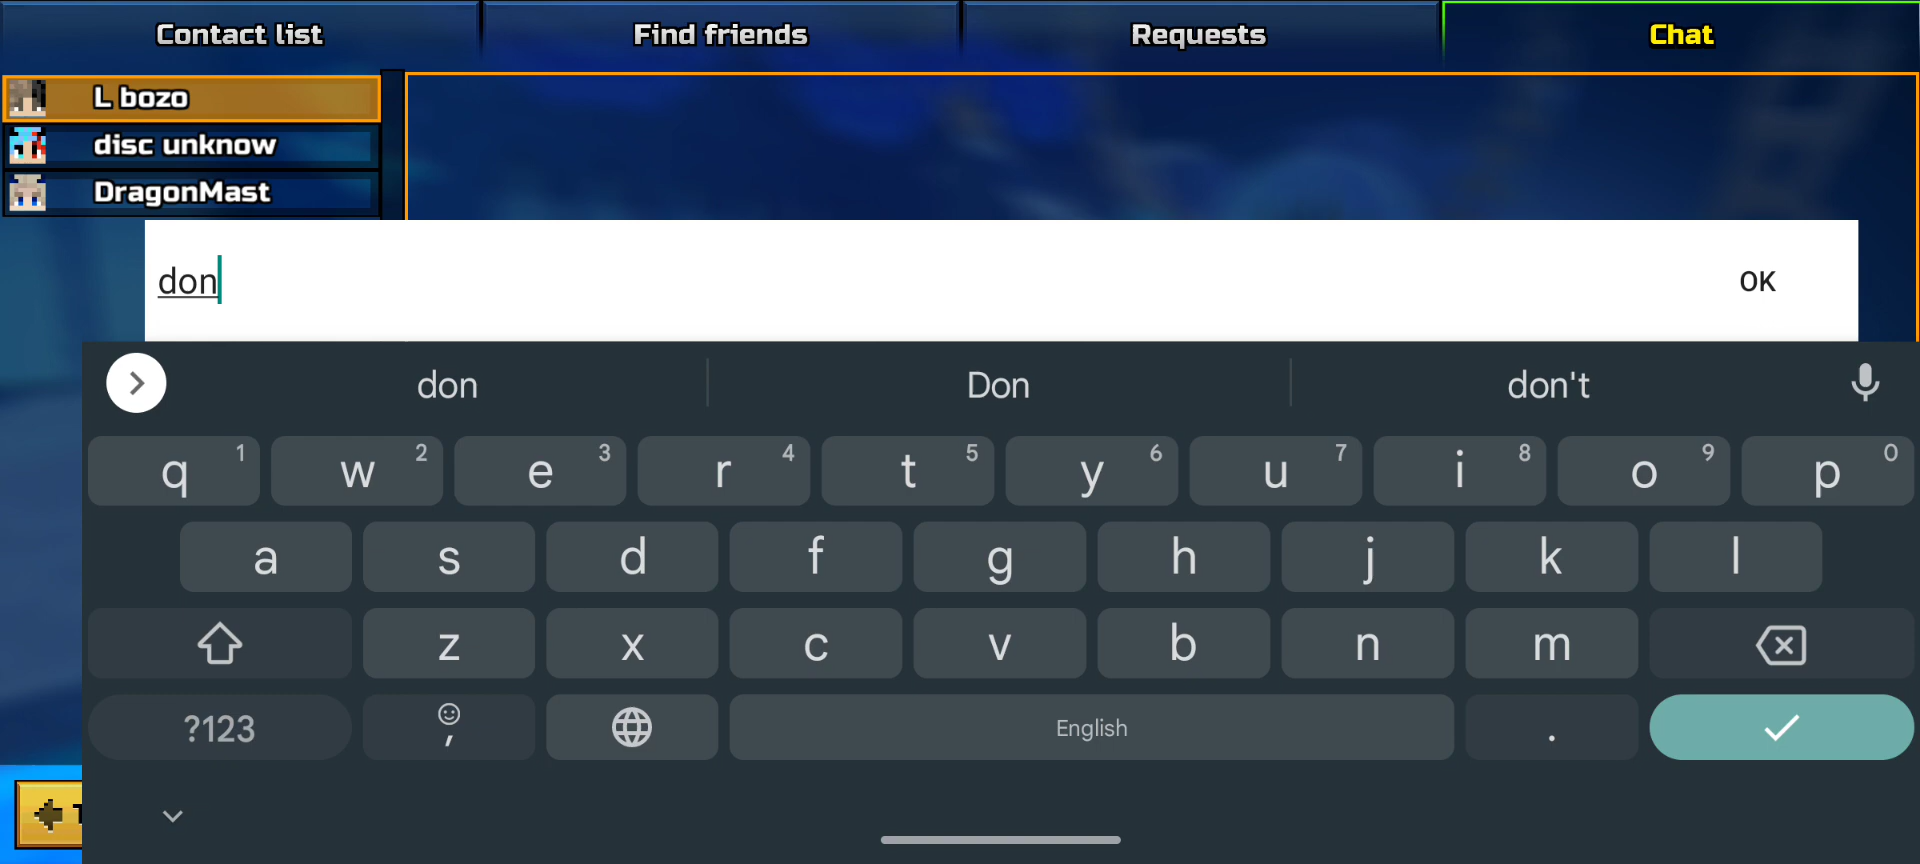 Contact list Find friends Requests Chat
L bozo
disc unknow
DragonMast
don OK
don Don don't
q 1 w 2 e 3 r 4 t 5 y 6 u 7 i 8 o 9 p 0
a s d f g h j k l
z x c v b n m
?123 , English .